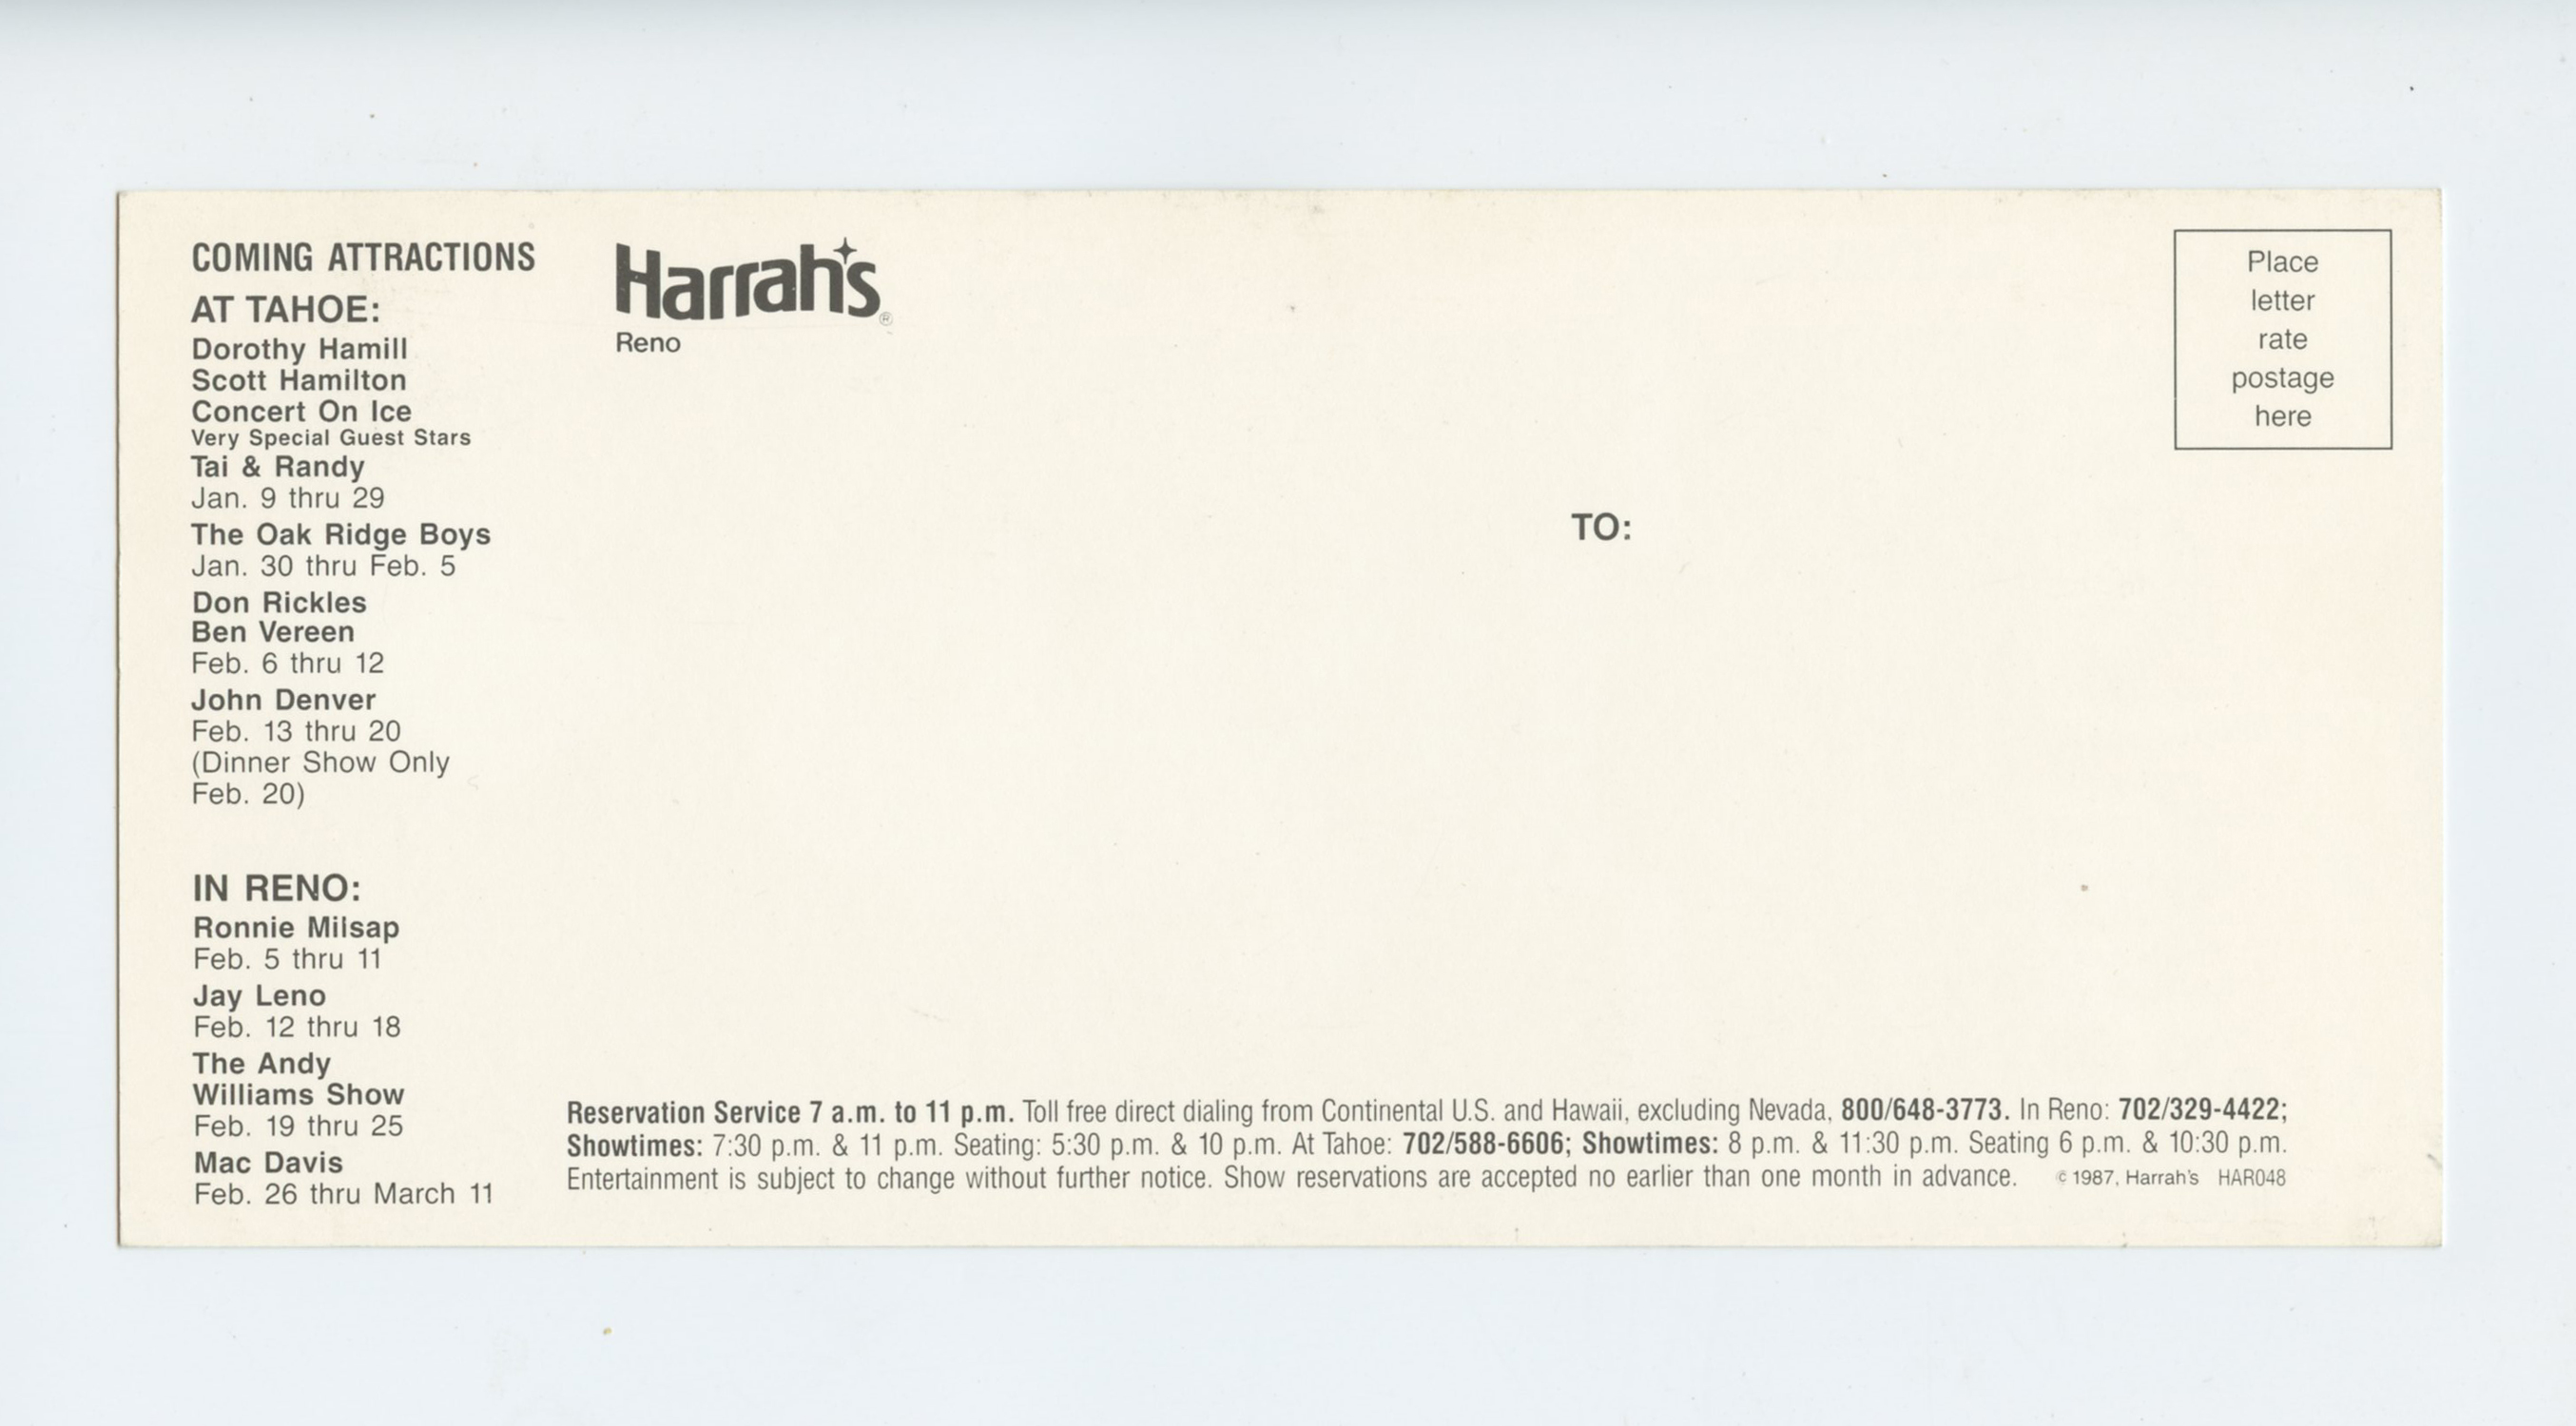 COMING ATTRACTIONS
AT TAHOE:
Dorothy Hamill
Scott Hamilton
Concert On Ice
Very Special Guest Stars
Tai & Randy
Jan. 9 thru 29
The Oak Ridge Boys
Jan. 30 thru Feb. 5
Don Rickles
Ben Vereen
Feb. 6 thru 12
John Denver
Feb. 13 thru 20
(Dinner Show Only
Feb. 20)
IN RENO:
Ronnie Milsap
Feb. 5 thru 11
Jay Leno
Feb. 12 thru 18
The Andy
Williams Show
Feb. 19 thru 25
Mac Davis
Feb. 26 thru March 11
Harrah's®
Reno
Place
letter
rate
postage
here
TO:
Reservation Service 7 a.m. to 11 p.m. Toll free direct dialing from Continental U.S. and Hawaii, excluding Nevada, 800/648-3773. In Reno: 702/329-4422;
Showtimes: 7:30 p.m. & 11 p.m. Seating: 5:30 p.m. & 10 p.m. At Tahoe: 702/588-6606; Showtimes: 8 p.m. & 11:30 p.m. Seating 6 p.m. & 10:30 p.m.
Entertainment is subject to change without further notice. Show reservations are accepted no earlier than one month in advance. © 1987, Harrah's HAR048